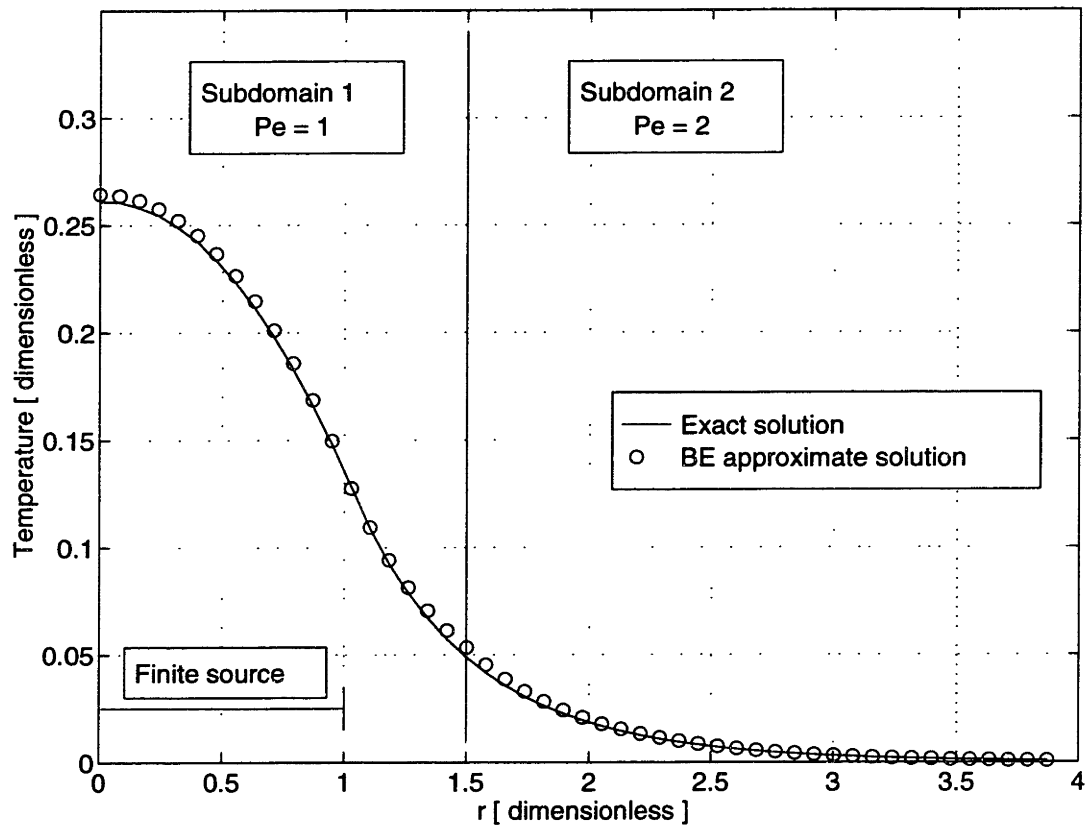 Subdomain 1
Pe = 1
Subdomain 2
Pe = 2
Exact solution
BE approximate solution
Finite source
Temperature [ dimensionless ]
0.3
0.25
0.2
0.15
0.1
0.05
0
0 0.5 1 1.5 2 2.5 3 3.5 4
r [ dimensionless ]